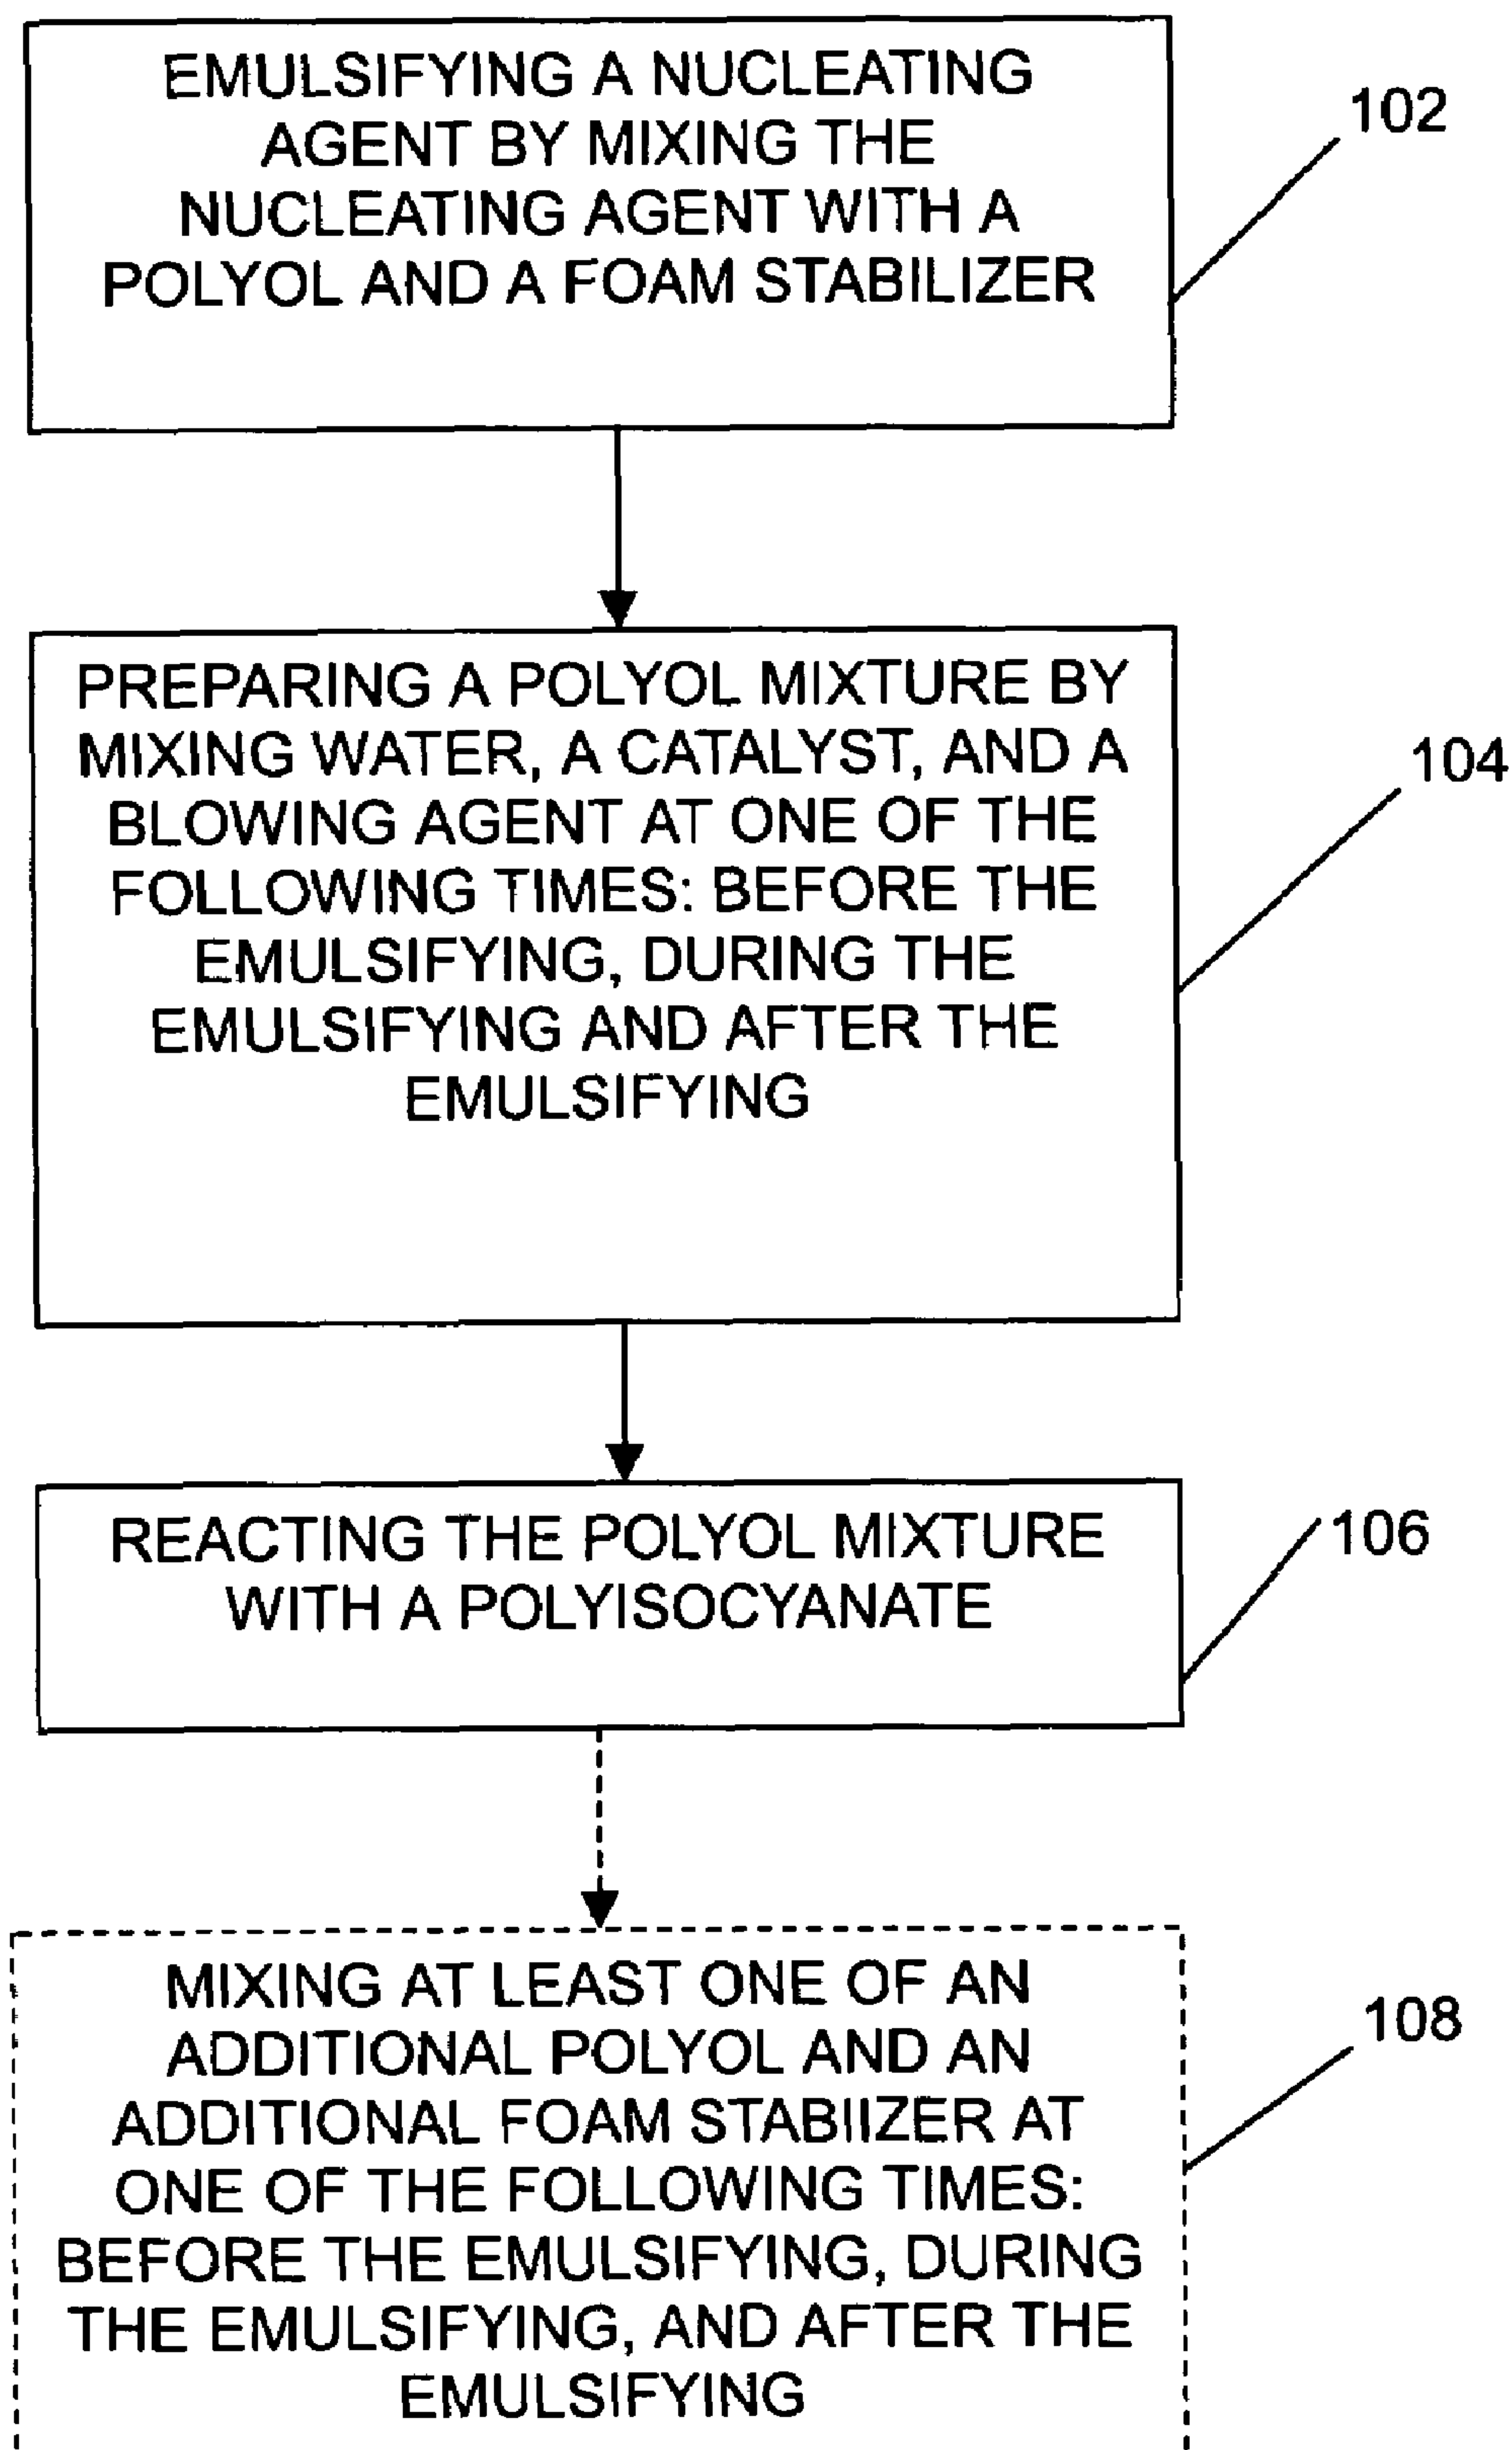 EMULSIFYING A NUCLEATING
AGENT BY MIXING THE
NUCLEATING AGENT WITH A
POLYOL AND A FOAM STABILIZER
102
PREPARING A POLYOL MIXTURE BY
MIXING WATER, A CATALYST, AND A
BLOWING AGENT AT ONE OF THE
FOLLOWING TIMES: BEFORE THE
EMULSIFYING, DURING THE
EMULSIFYING AND AFTER THE
EMULSIFYING
104
REACTING THE POLYOL MIXTURE
WITH A POLYISOCYANATE
106
MIXING AT LEAST ONE OF AN
ADDITIONAL POLYOL AND AN
ADDITIONAL FOAM STABIIZER AT
ONE OF THE FOLLOWING TIMES:
BEFORE THE EMULSIFYING, DURING
THE EMULSIFYING, AND AFTER THE
EMULSIFYING
108